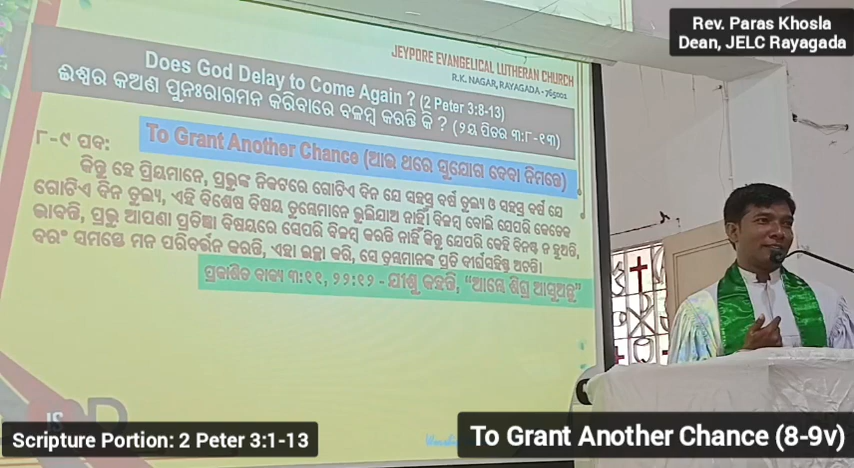 Rev. Paras Khosla
Dean, JELC Rayagada
JEYPORE EVANGELICAL LUTHERAN CHURCH
R.K. NAGAR, RAYAGADA - 765001
Does God Delay to Come Again ? (2 Peter 3:8-13)
ଈଶ୍ଵର କଅଣ ପୁନଃରାଗମନ କରିବାରେ ବିଳମ୍ବ କରନ୍ତି କି ? (୨ୟ ପିତର ୩:୮-୧୩)
୮-୯ ପଦ:
To Grant Another Chance (ଆଉ ଥରେ ସୁଯୋଗ ଦେବା ନିମନ୍ତେ)
କିନ୍ତୁ ହେ ପ୍ରିୟମାନେ, ପ୍ରଭୁଙ୍କ ନିକଟରେ ଗୋଟିଏ ଦିନ ଯେ ସହସ୍ର ବର୍ଷ ତୁଲ୍ୟ ଓ ସହସ୍ର ବର୍ଷ ଯେ
ଗୋଟିଏ ଦିନ ତୁଲ୍ୟ, ଏହି ବିଶେଷ ବିଷୟ ତୁମ୍ଭେମାନେ ଭୁଲିଯାଅ ନାହିଁ। ବିଳମ୍ବ ବୋଲି ଯେପରି କେତେକ
ଭାବନ୍ତି, ପ୍ରଭୁ ଆପଣା ପ୍ରତିଜ୍ଞା ବିଷୟରେ ସେପରି ବିଳମ୍ବ କରନ୍ତି ନାହିଁ କିନ୍ତୁ ଯେପରି କେହି ବିନଷ୍ଟ ନ ହୁଅନ୍ତି,
ବରଂ ସମସ୍ତେ ମନ ପରିବର୍ତ୍ତନ କରନ୍ତି, ଏହା ଇଚ୍ଛା କରି, ସେ ତୁମ୍ଭମାନଙ୍କ ପ୍ରତି ଦୀର୍ଘସହିଷ୍ଣୁ ଅଟନ୍ତି।
ପ୍ରକାଶିତ ବାକ୍ୟ ୩:୧୧, ୨୨:୧୨ - ଯୀଶୁ କହନ୍ତି, “ଆମ୍ଭେ ଶୀଘ୍ର ଆସୁଅଛୁ”
Scripture Portion: 2 Peter 3:1-13
To Grant Another Chance (8-9v)